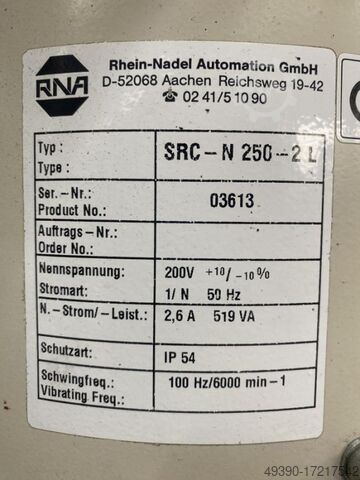 RNA
Rhein-Nadel Automation GmbH
D-52068 Aachen Reichsweg 19-42
☎ 02 41/5 10 90
Typ :
Type :
SRC-N 250-2 L
Ser.-Nr.:
Product No.:
03613
Auftrags-Nr.:
Order No.:
Nennspannung: 200V +10/-10%
Stromart: 1/N 50 Hz
N.-Strom/-Leist.: 2,6 A 519 VA
Schutzart: IP 54
Schwingfreq.:
Vibrating Freq.:
100 Hz/6000 min-1
49390-17217542